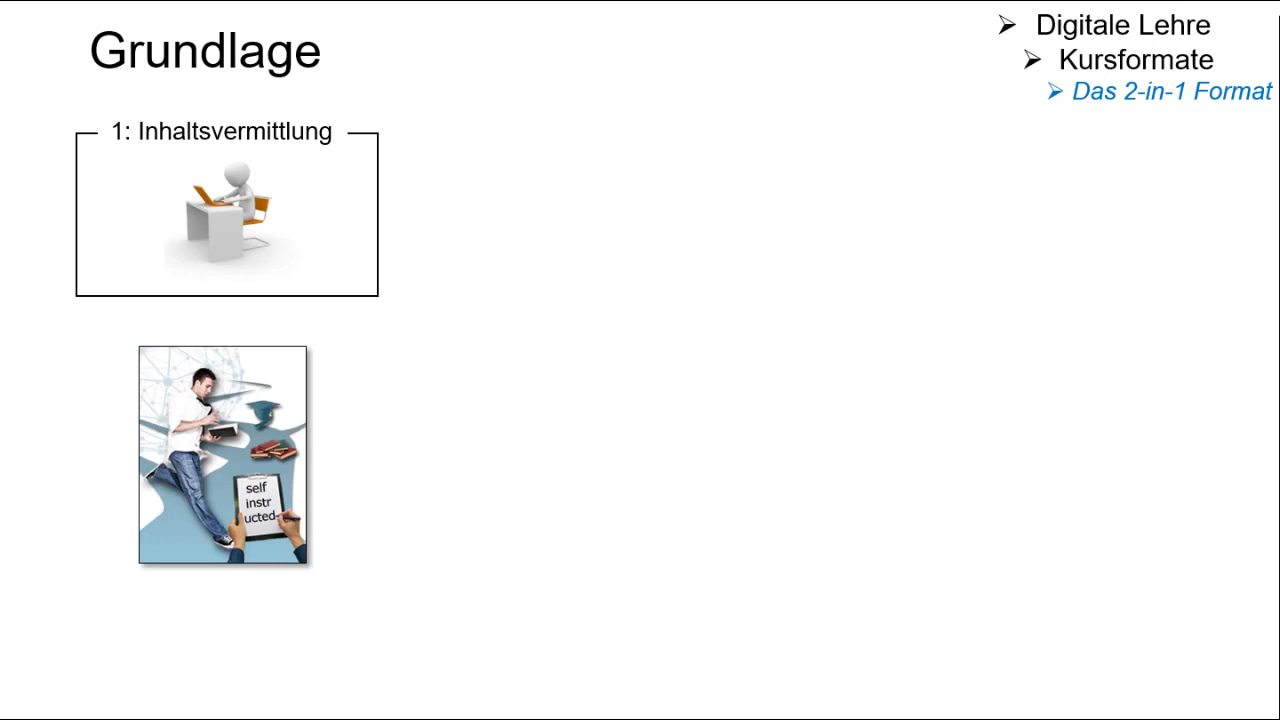 Grundlage
➢ Digitale Lehre
➢ Kursformate
➢ Das 2-in-1 Format
1: Inhaltsvermittlung
self
instr
ucted